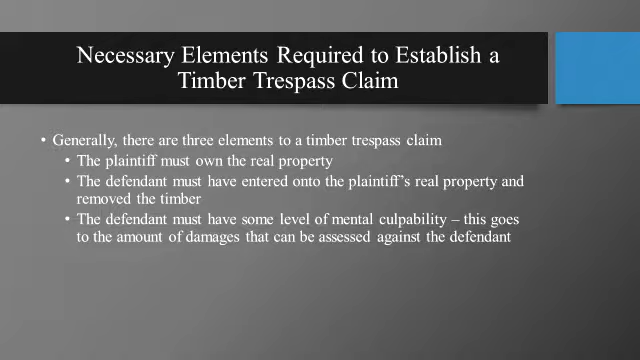 Necessary Elements Required to Establish a
Timber Trespass Claim
• Generally, there are three elements to a timber trespass claim
• The plaintiff must own the real property
• The defendant must have entered onto the plaintiff's real property and
removed the timber
• The defendant must have some level of mental culpability – this goes
to the amount of damages that can be assessed against the defendant